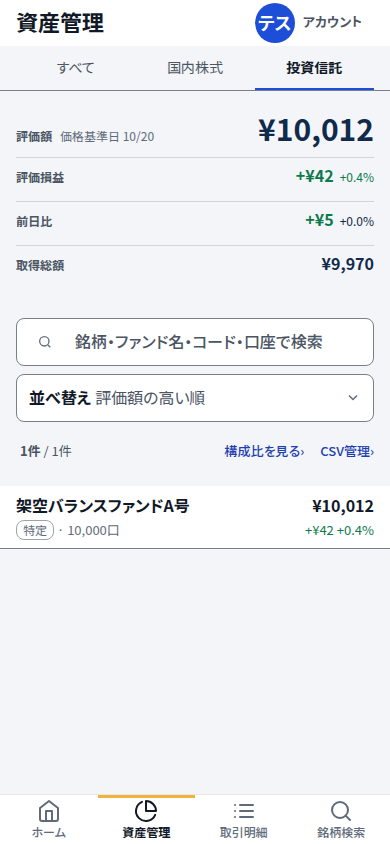 資産管理 テス アカウント
すべて 国内株式 投資信託
評価額 価格基準日 10/20 ¥10,012
評価損益 +¥42 +0.4%
前日比 +¥5 +0.0%
取得総額 ¥9,970
銘柄・ファンド名・コード・口座で検索
並べ替え 評価額の高い順
1件 / 1件 構成比を見る› CSV管理›
架空バランスファンドA号 ¥10,012
特定 · 10,000口 +¥42 +0.4%
ホーム 資産管理 取引明細 銘柄検索